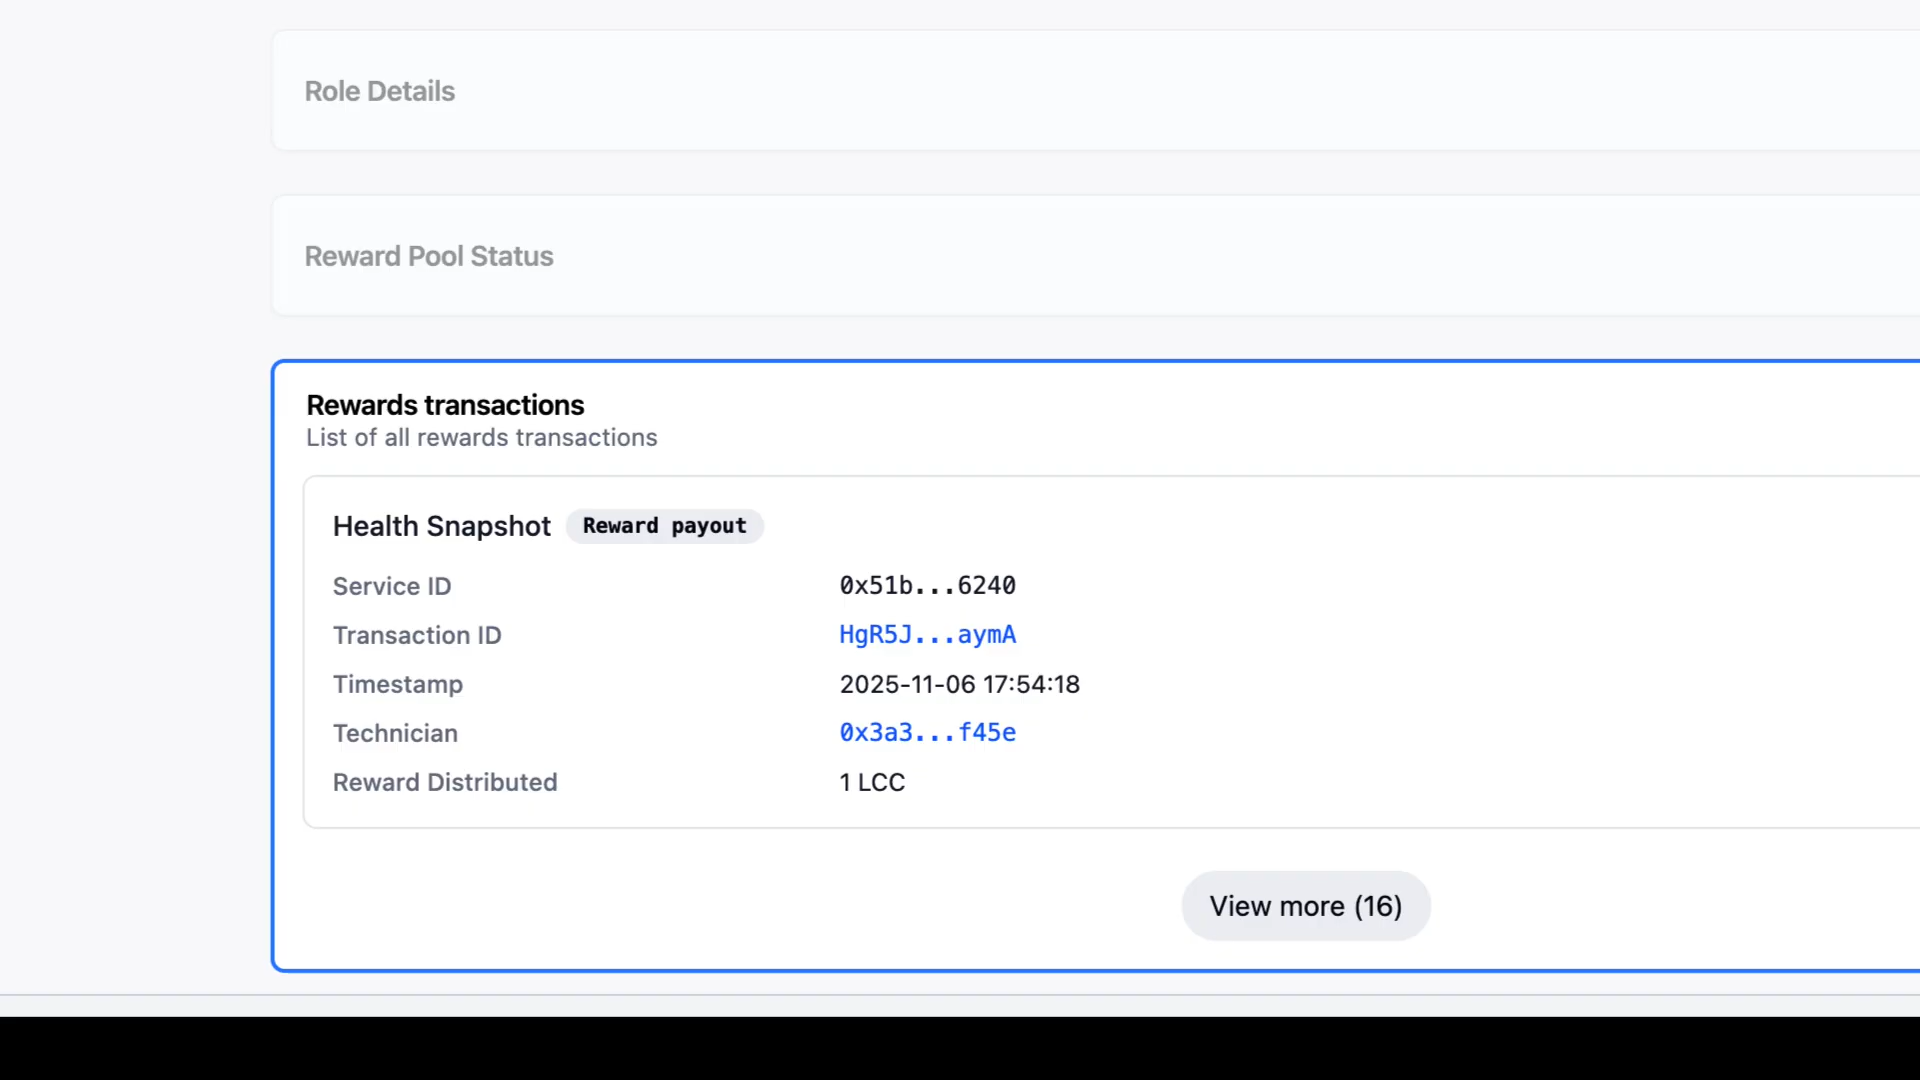 Role Details
Reward Pool Status
Rewards transactions
List of all rewards transactions
Health Snapshot Reward payout
Service ID 0x51b...6240
Transaction ID HgR5J...aymA
Timestamp 2025-11-06 17:54:18
Technician 0x3a3...f45e
Reward Distributed 1 LCC
View more (16)